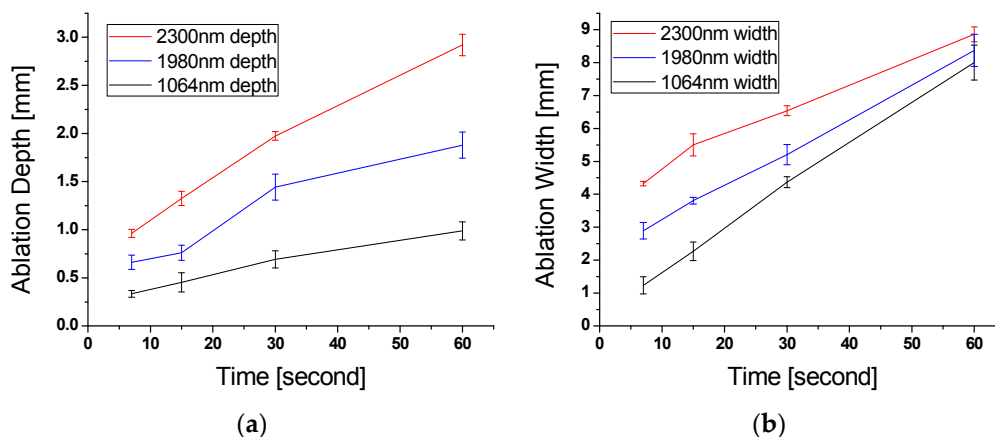 2300nm depth
1980nm depth
1064nm depth
Ablation Depth [mm]
3.0
2.5
2.0
1.5
1.0
0.5
0.0
0 10 20 30 40 50 60
Time [second]
(a)
2300nm width
1980nm width
1064nm width
Ablation Width [mm]
9
8
7
6
5
4
3
2
1
0
0 10 20 30 40 50 60
Time [second]
(b)